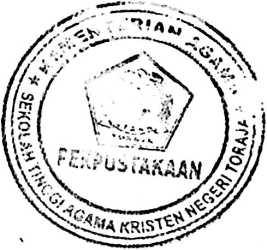 KEMENTERIAN AGAMA
PERPUSTAKAAN
★ SEKOLAH TINGGI AGAMA KRISTEN NEGERI TORAJA